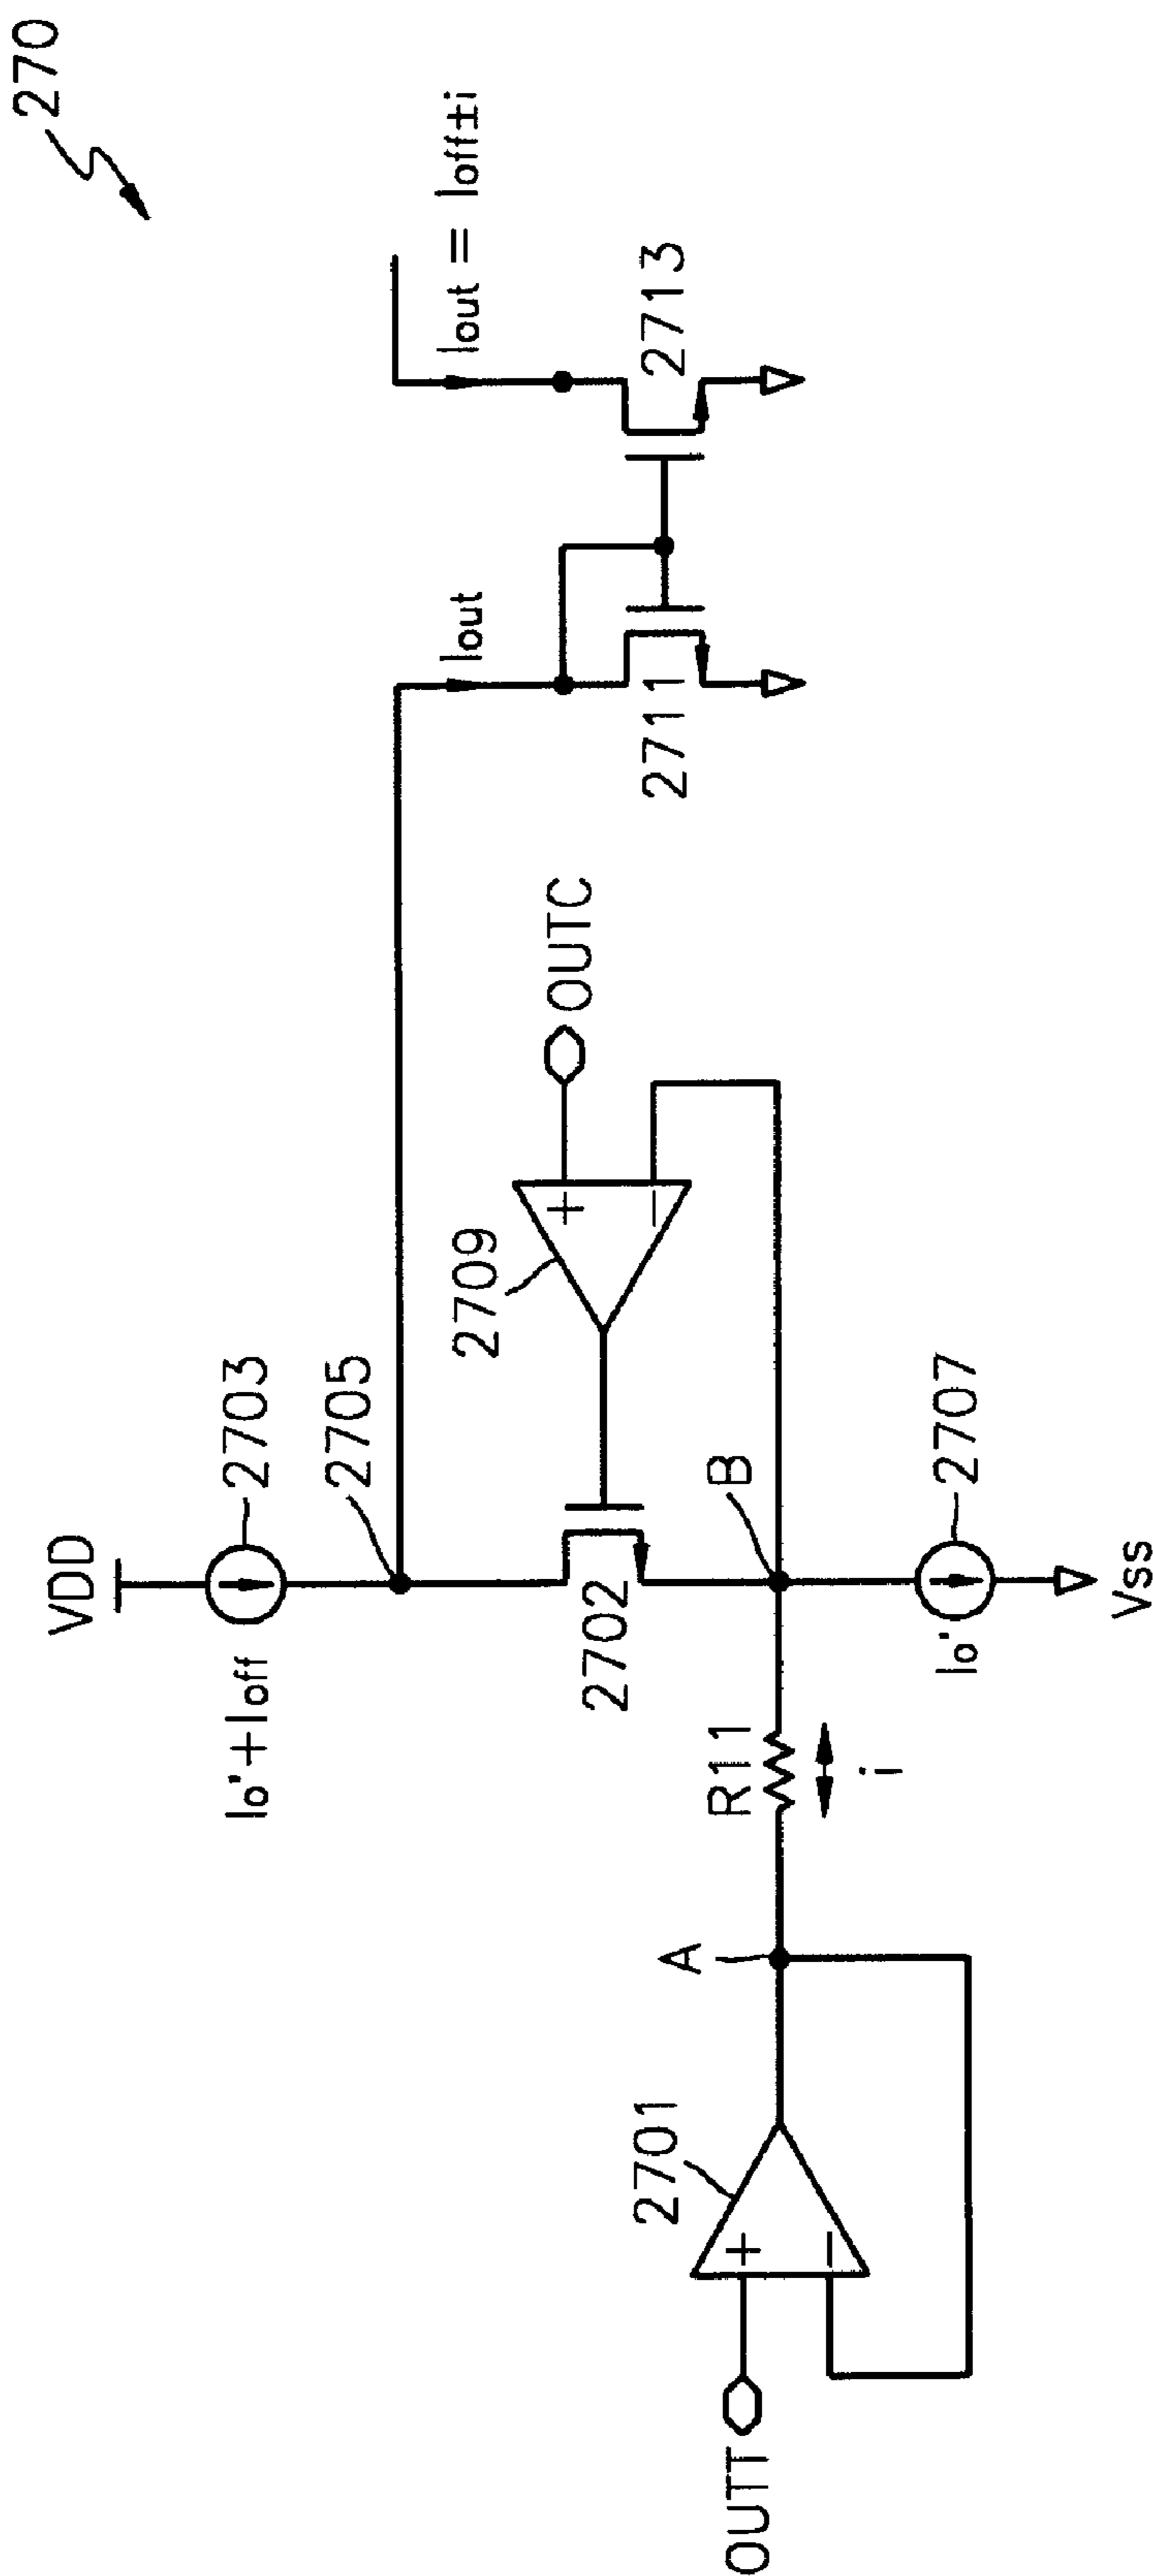 270
VDD
Io'+Ioff
2703
2705
Iout
Iout = Ioff±i
2709
OUTC
2702
+
−
2711
2713
A
R11
B
i
2701
OUTT
+
−
Io'
2707
Vss